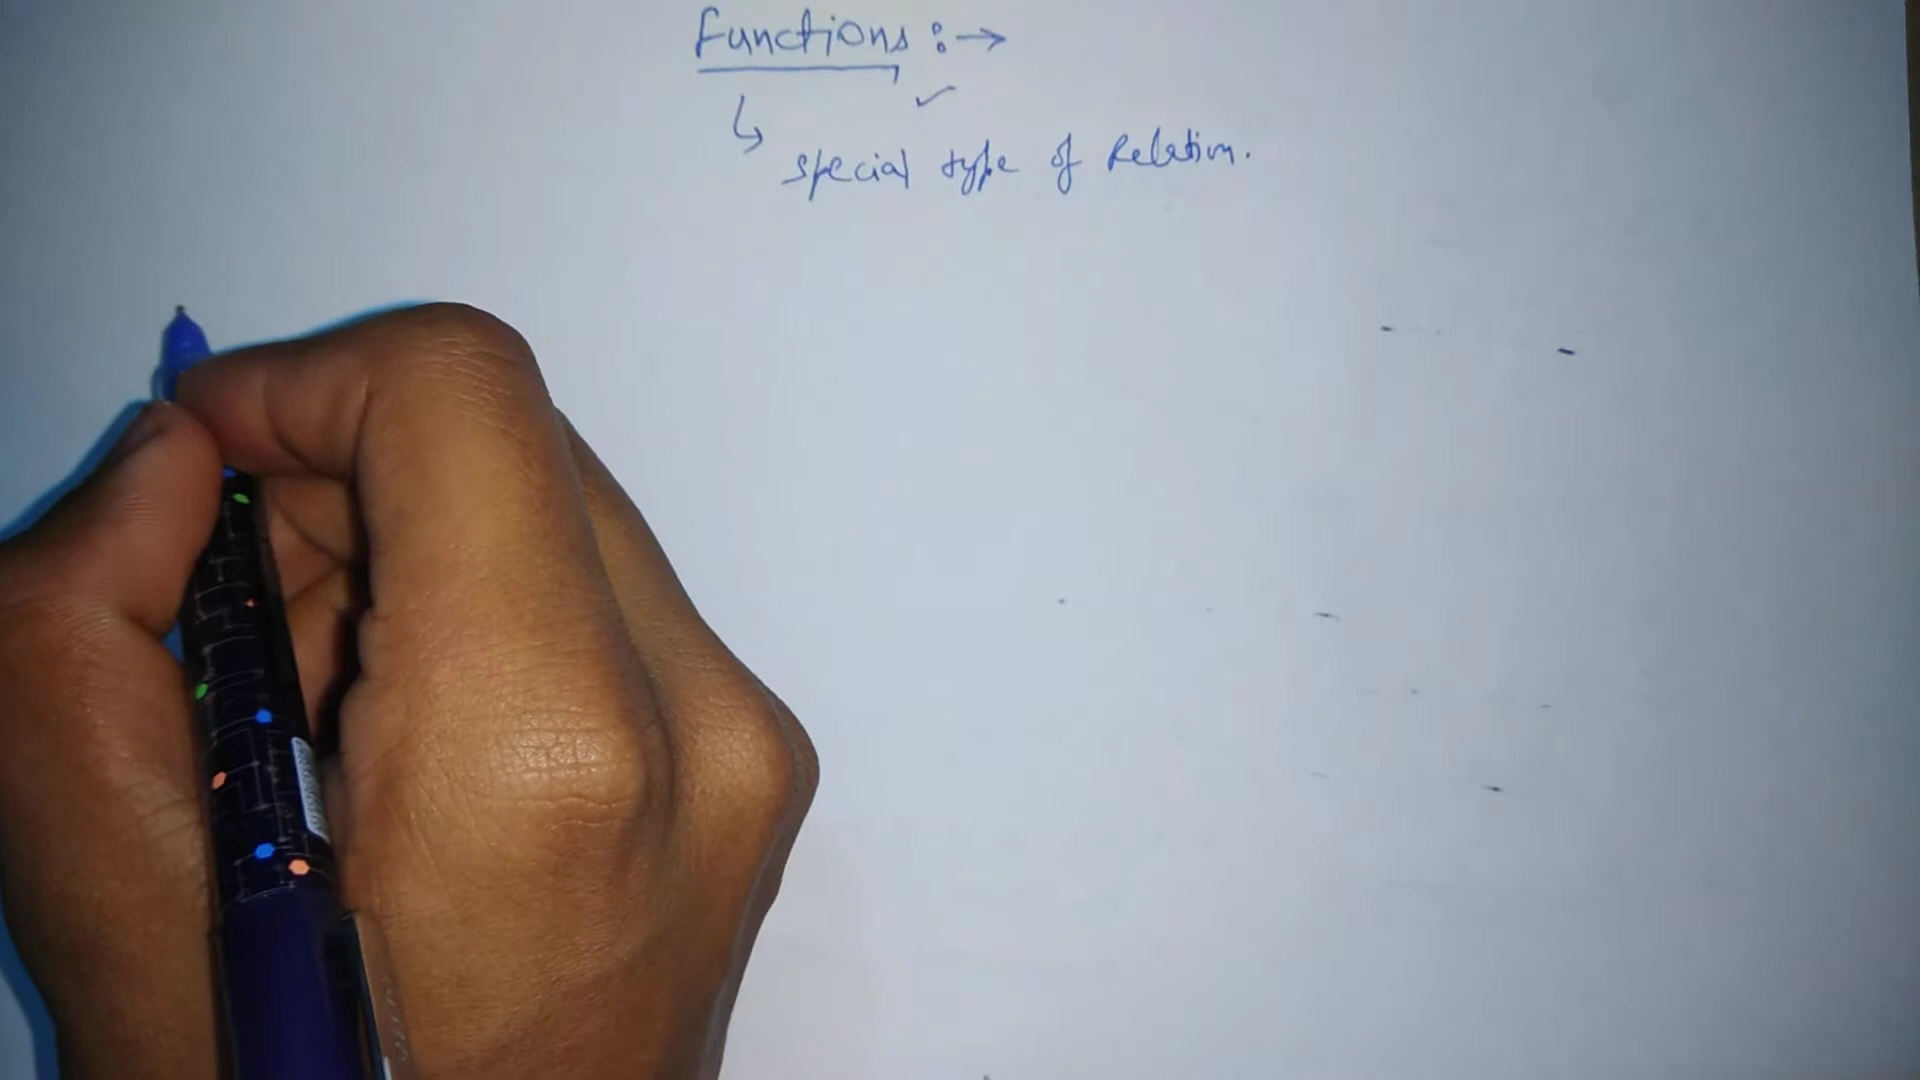 Functions :→
↳ ✓
special type of Relation.